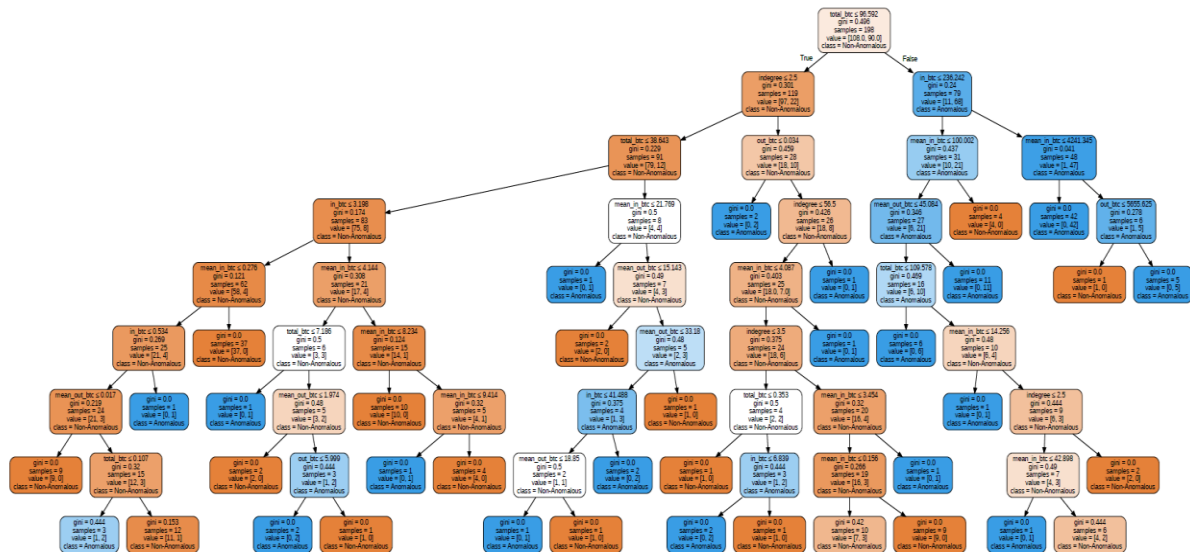 total_btc ≤ 96.592
gini = 0.496
samples = 198
value = [108.0, 90.0]
class = Non-Anomalous
True
False
indegree ≤ 2.5
gini = 0.301
samples = 119
value = [97, 22]
class = Non-Anomalous
in_btc ≤ 236.242
gini = 0.24
samples = 79
value = [11, 68]
class = Anomalous
total_btc ≤ 38.643
gini = 0.229
samples = 91
value = [79, 12]
class = Non-Anomalous
out_btc ≤ 0.034
gini = 0.459
samples = 28
value = [18, 10]
class = Non-Anomalous
mean_in_btc ≤ 100.002
gini = 0.437
samples = 31
value = [10, 21]
class = Anomalous
mean_in_btc ≤ 4241.345
gini = 0.041
samples = 48
value = [1, 47]
class = Anomalous
in_btc ≤ 3.198
gini = 0.174
samples = 83
value = [75, 8]
class = Non-Anomalous
mean_in_btc ≤ 21.769
gini = 0.5
samples = 8
value = [4, 4]
class = Non-Anomalous
gini = 0.0
samples = 2
value = [0, 2]
class = Anomalous
indegree ≤ 56.5
gini = 0.426
samples = 26
value = [18, 8]
class = Non-Anomalous
mean_out_btc ≤ 45.084
gini = 0.346
samples = 27
value = [6, 21]
class = Anomalous
gini = 0.0
samples = 4
value = [4, 0]
class = Non-Anomalous
gini = 0.0
samples = 42
value = [0, 42]
class = Anomalous
out_btc ≤ 5655.625
gini = 0.278
samples = 6
value = [1, 5]
class = Anomalous
mean_in_btc ≤ 0.276
gini = 0.121
samples = 62
value = [58, 4]
class = Non-Anomalous
mean_in_btc ≤ 4.144
gini = 0.308
samples = 21
value = [17, 4]
class = Non-Anomalous
gini = 0.0
samples = 1
value = [0, 1]
class = Anomalous
mean_out_btc ≤ 15.143
gini = 0.49
samples = 7
value = [4, 3]
class = Non-Anomalous
mean_in_btc ≤ 4.087
gini = 0.403
samples = 25
value = [18.0, 7.0]
class = Non-Anomalous
gini = 0.0
samples = 1
value = [0, 1]
class = Anomalous
total_btc ≤ 109.578
gini = 0.469
samples = 16
value = [6, 10]
class = Anomalous
gini = 0.0
samples = 11
value = [0, 11]
class = Anomalous
gini = 0.0
samples = 1
value = [1, 0]
class = Non-Anomalous
gini = 0.0
samples = 5
value = [0, 5]
class = Anomalous
in_btc ≤ 0.534
gini = 0.269
samples = 25
value = [21, 4]
class = Non-Anomalous
gini = 0.0
samples = 37
value = [37, 0]
class = Non-Anomalous
total_btc ≤ 7.186
gini = 0.5
samples = 6
value = [3, 3]
class = Non-Anomalous
mean_in_btc ≤ 8.234
gini = 0.124
samples = 15
value = [14, 1]
class = Non-Anomalous
gini = 0.0
samples = 2
value = [2, 0]
class = Non-Anomalous
mean_out_btc ≤ 33.18
gini = 0.48
samples = 5
value = [2, 3]
class = Anomalous
indegree ≤ 3.5
gini = 0.375
samples = 24
value = [18, 6]
class = Non-Anomalous
gini = 0.0
samples = 1
value = [0, 1]
class = Anomalous
gini = 0.0
samples = 6
value = [0, 6]
class = Anomalous
mean_in_btc ≤ 14.256
gini = 0.48
samples = 10
value = [6, 4]
class = Non-Anomalous
mean_out_btc ≤ 0.017
gini = 0.219
samples = 24
value = [21, 3]
class = Non-Anomalous
gini = 0.0
samples = 1
value = [0, 1]
class = Anomalous
gini = 0.0
samples = 1
value = [0, 1]
class = Anomalous
mean_out_btc ≤ 1.974
gini = 0.48
samples = 5
value = [3, 2]
class = Non-Anomalous
gini = 0.0
samples = 10
value = [10, 0]
class = Non-Anomalous
mean_in_btc ≤ 9.414
gini = 0.32
samples = 5
value = [4, 1]
class = Non-Anomalous
in_btc ≤ 41.488
gini = 0.375
samples = 4
value = [1, 3]
class = Anomalous
gini = 0.0
samples = 1
value = [1, 0]
class = Non-Anomalous
total_btc ≤ 0.353
gini = 0.5
samples = 4
value = [2, 2]
class = Non-Anomalous
mean_in_btc ≤ 3.454
gini = 0.32
samples = 20
value = [16, 4]
class = Non-Anomalous
gini = 0.0
samples = 1
value = [0, 1]
class = Anomalous
indegree ≤ 2.5
gini = 0.444
samples = 9
value = [6, 3]
class = Non-Anomalous
gini = 0.0
samples = 9
value = [9, 0]
class = Non-Anomalous
total_btc ≤ 0.107
gini = 0.32
samples = 15
value = [12, 3]
class = Non-Anomalous
gini = 0.0
samples = 2
value = [2, 0]
class = Non-Anomalous
out_btc ≤ 5.999
gini = 0.444
samples = 3
value = [1, 2]
class = Anomalous
gini = 0.0
samples = 1
value = [0, 1]
class = Anomalous
gini = 0.0
samples = 4
value = [4, 0]
class = Non-Anomalous
mean_out_btc ≤ 18.85
gini = 0.5
samples = 2
value = [1, 1]
class = Non-Anomalous
gini = 0.0
samples = 2
value = [0, 2]
class = Anomalous
gini = 0.0
samples = 1
value = [1, 0]
class = Non-Anomalous
in_btc ≤ 6.839
gini = 0.444
samples = 3
value = [1, 2]
class = Anomalous
mean_in_btc ≤ 0.156
gini = 0.266
samples = 19
value = [16, 3]
class = Non-Anomalous
gini = 0.0
samples = 1
value = [0, 1]
class = Anomalous
mean_in_btc ≤ 42.898
gini = 0.49
samples = 7
value = [4, 3]
class = Non-Anomalous
gini = 0.0
samples = 2
value = [2, 0]
class = Non-Anomalous
gini = 0.444
samples = 3
value = [1, 2]
class = Anomalous
gini = 0.153
samples = 12
value = [11, 1]
class = Non-Anomalous
gini = 0.0
samples = 2
value = [0, 2]
class = Anomalous
gini = 0.0
samples = 1
value = [1, 0]
class = Non-Anomalous
gini = 0.0
samples = 1
value = [0, 1]
class = Anomalous
gini = 0.0
samples = 1
value = [1, 0]
class = Non-Anomalous
gini = 0.0
samples = 2
value = [0, 2]
class = Anomalous
gini = 0.0
samples = 1
value = [1, 0]
class = Non-Anomalous
gini = 0.42
samples = 10
value = [7, 3]
class = Non-Anomalous
gini = 0.0
samples = 9
value = [9, 0]
class = Non-Anomalous
gini = 0.0
samples = 1
value = [0, 1]
class = Anomalous
gini = 0.444
samples = 6
value = [4, 2]
class = Non-Anomalous